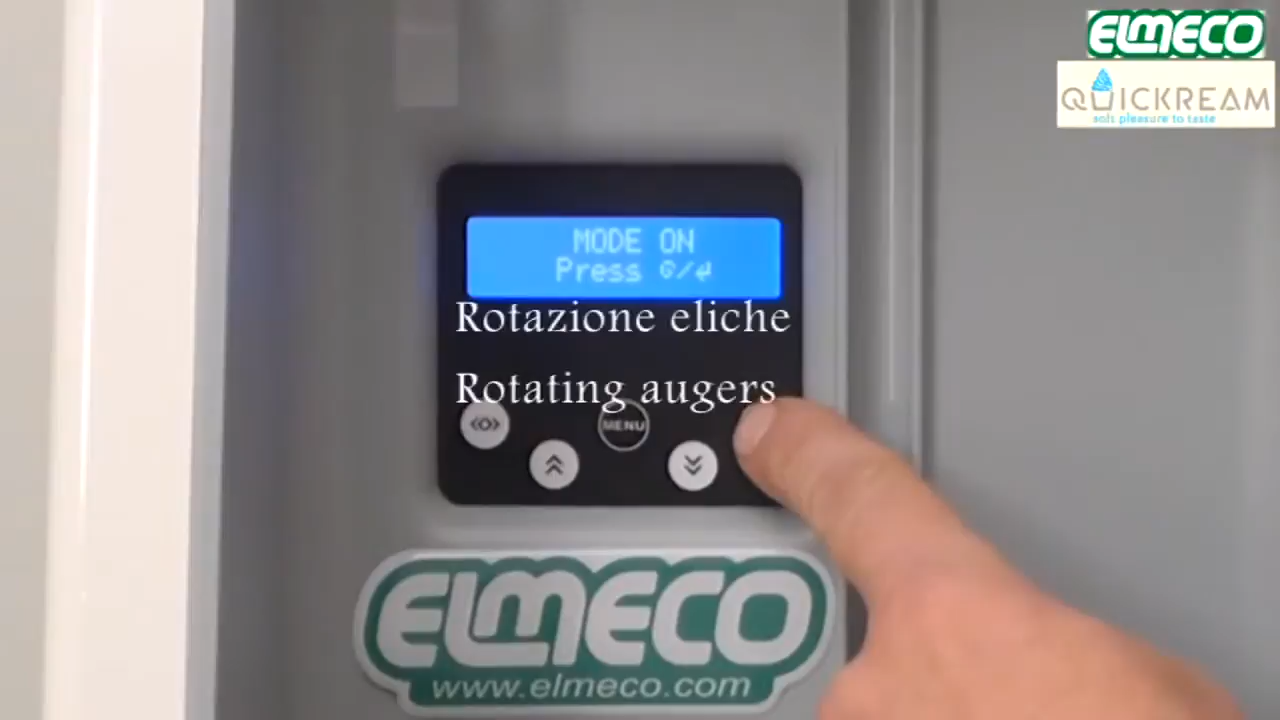 ELMECO
QUICKREAM
soft pleasure to taste
MODE ON
Press
Rotazione eliche
Rotating augers
MENU
ELMECO
www.elmeco.com